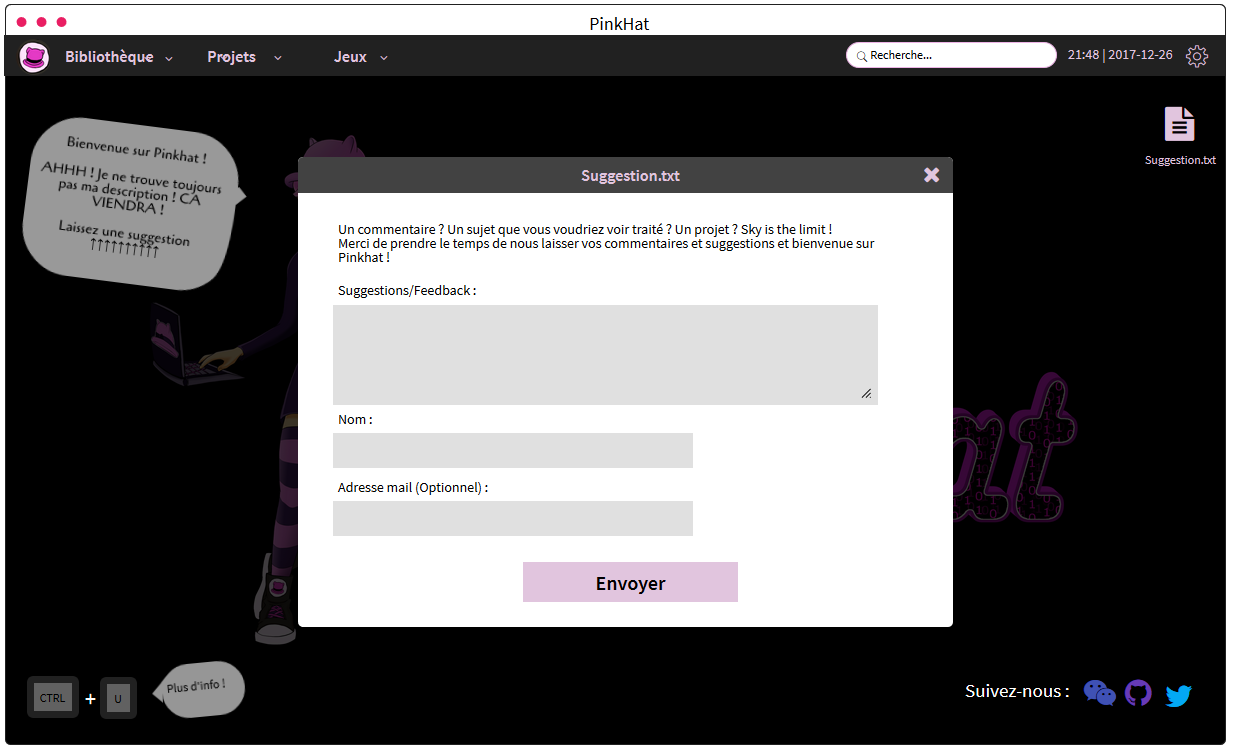 PinkHat
Bibliothèque
Projets
Jeux
Recherche...
21:48 | 2017-12-26
Bienvenue sur Pinkhat !
AHHH ! Je ne trouve toujours
pas ma description ! CA
VIENDRA !
Laissez une suggestion
↑↑↑↑↑↑↑↑↑↑
Suggestion.txt
Suggestion.txt
Un commentaire ? Un sujet que vous voudriez voir traité ? Un projet ? Sky is the limit !
Merci de prendre le temps de nous laisser vos commentaires et suggestions et bienvenue sur
Pinkhat !
Suggestions/Feedback :
Nom :
Adresse mail (Optionnel) :
Envoyer
at
CTRL + U
Plus d'info !
Suivez-nous :